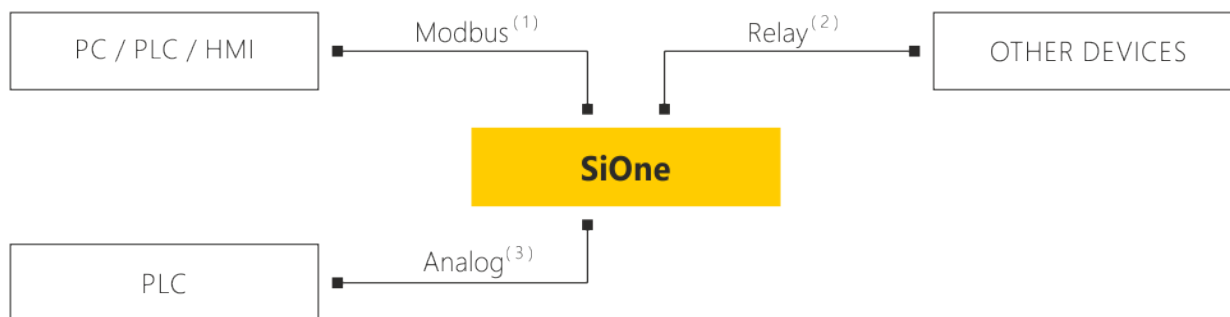 PC / PLC / HMI
Modbus(1)
Relay(2)
OTHER DEVICES
SiOne
PLC
Analog(3)